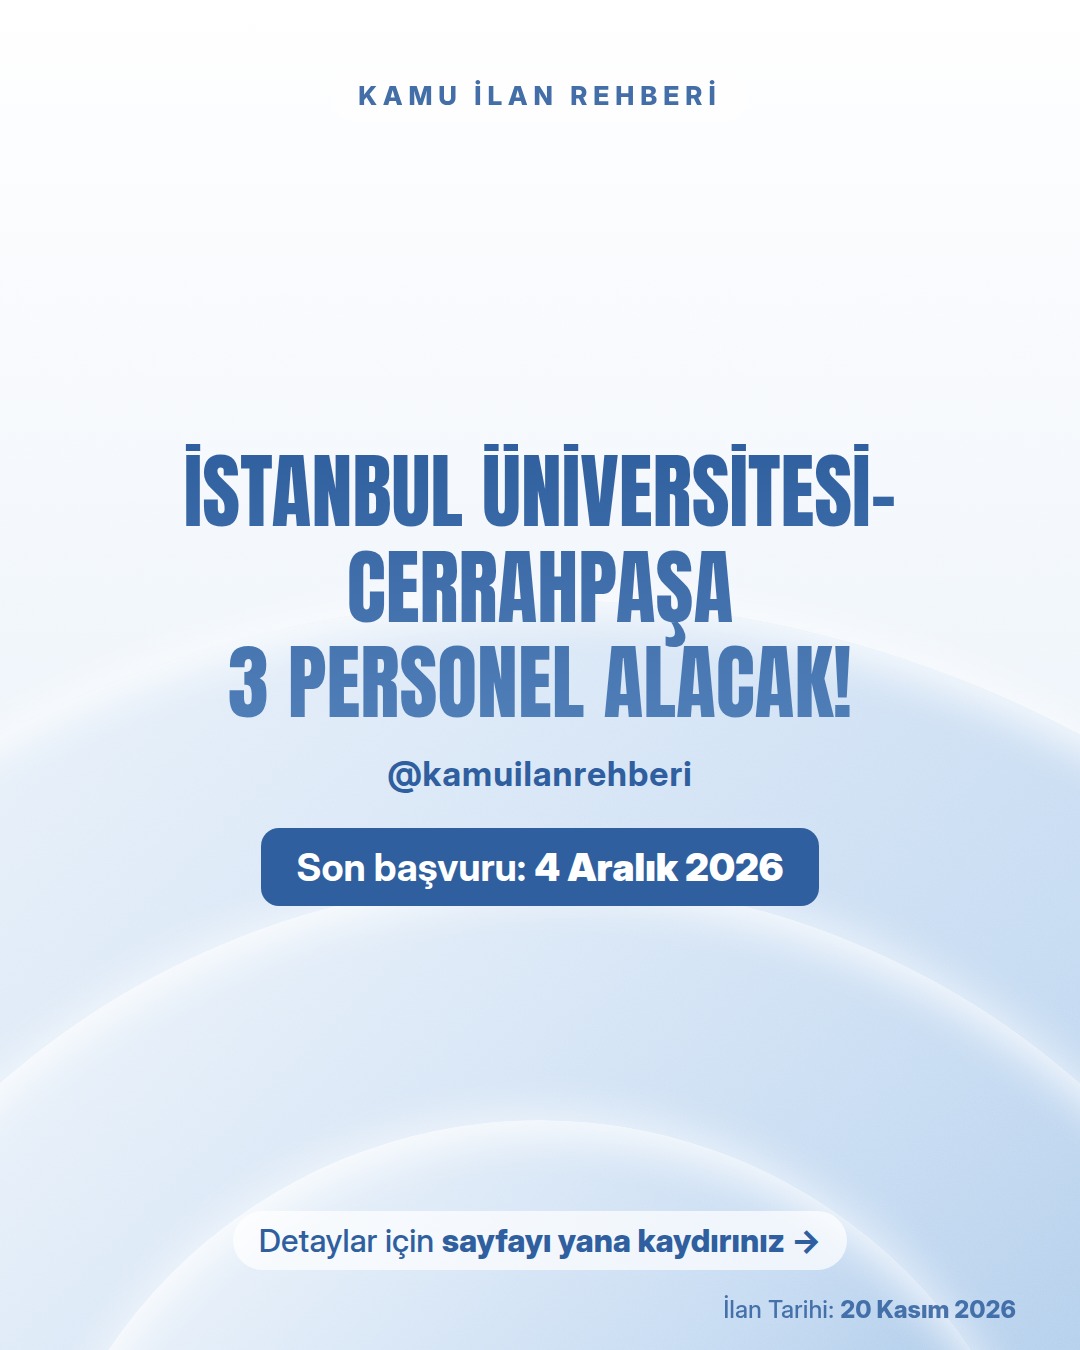 KAMU İLAN REHBERİ
İSTANBUL ÜNİVERSİTESİ-
CERRAHPAŞA
3 PERSONEL ALACAK!
@kamuilanrehberi
Son başvuru: 4 Aralık 2026
Detaylar için sayfayı yana kaydırınız →
İlan Tarihi: 20 Kasım 2026